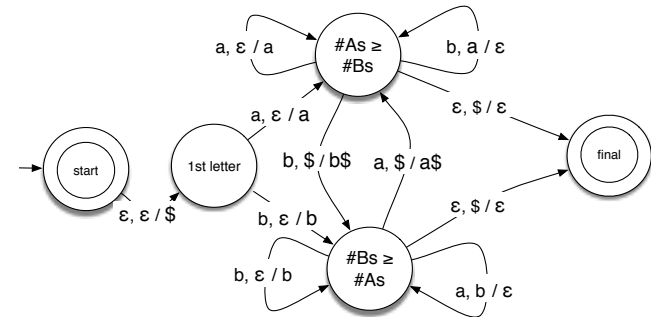 a, ε / a
#As ≥
#Bs
b, a / ε
a, ε / a
ε, $ / ε
start
1st letter
b, $ / b$
a, $ / a$
final
ε, ε / $
b, ε / b
ε, $ / ε
b, ε / b
#Bs ≥
#As
a, b / ε